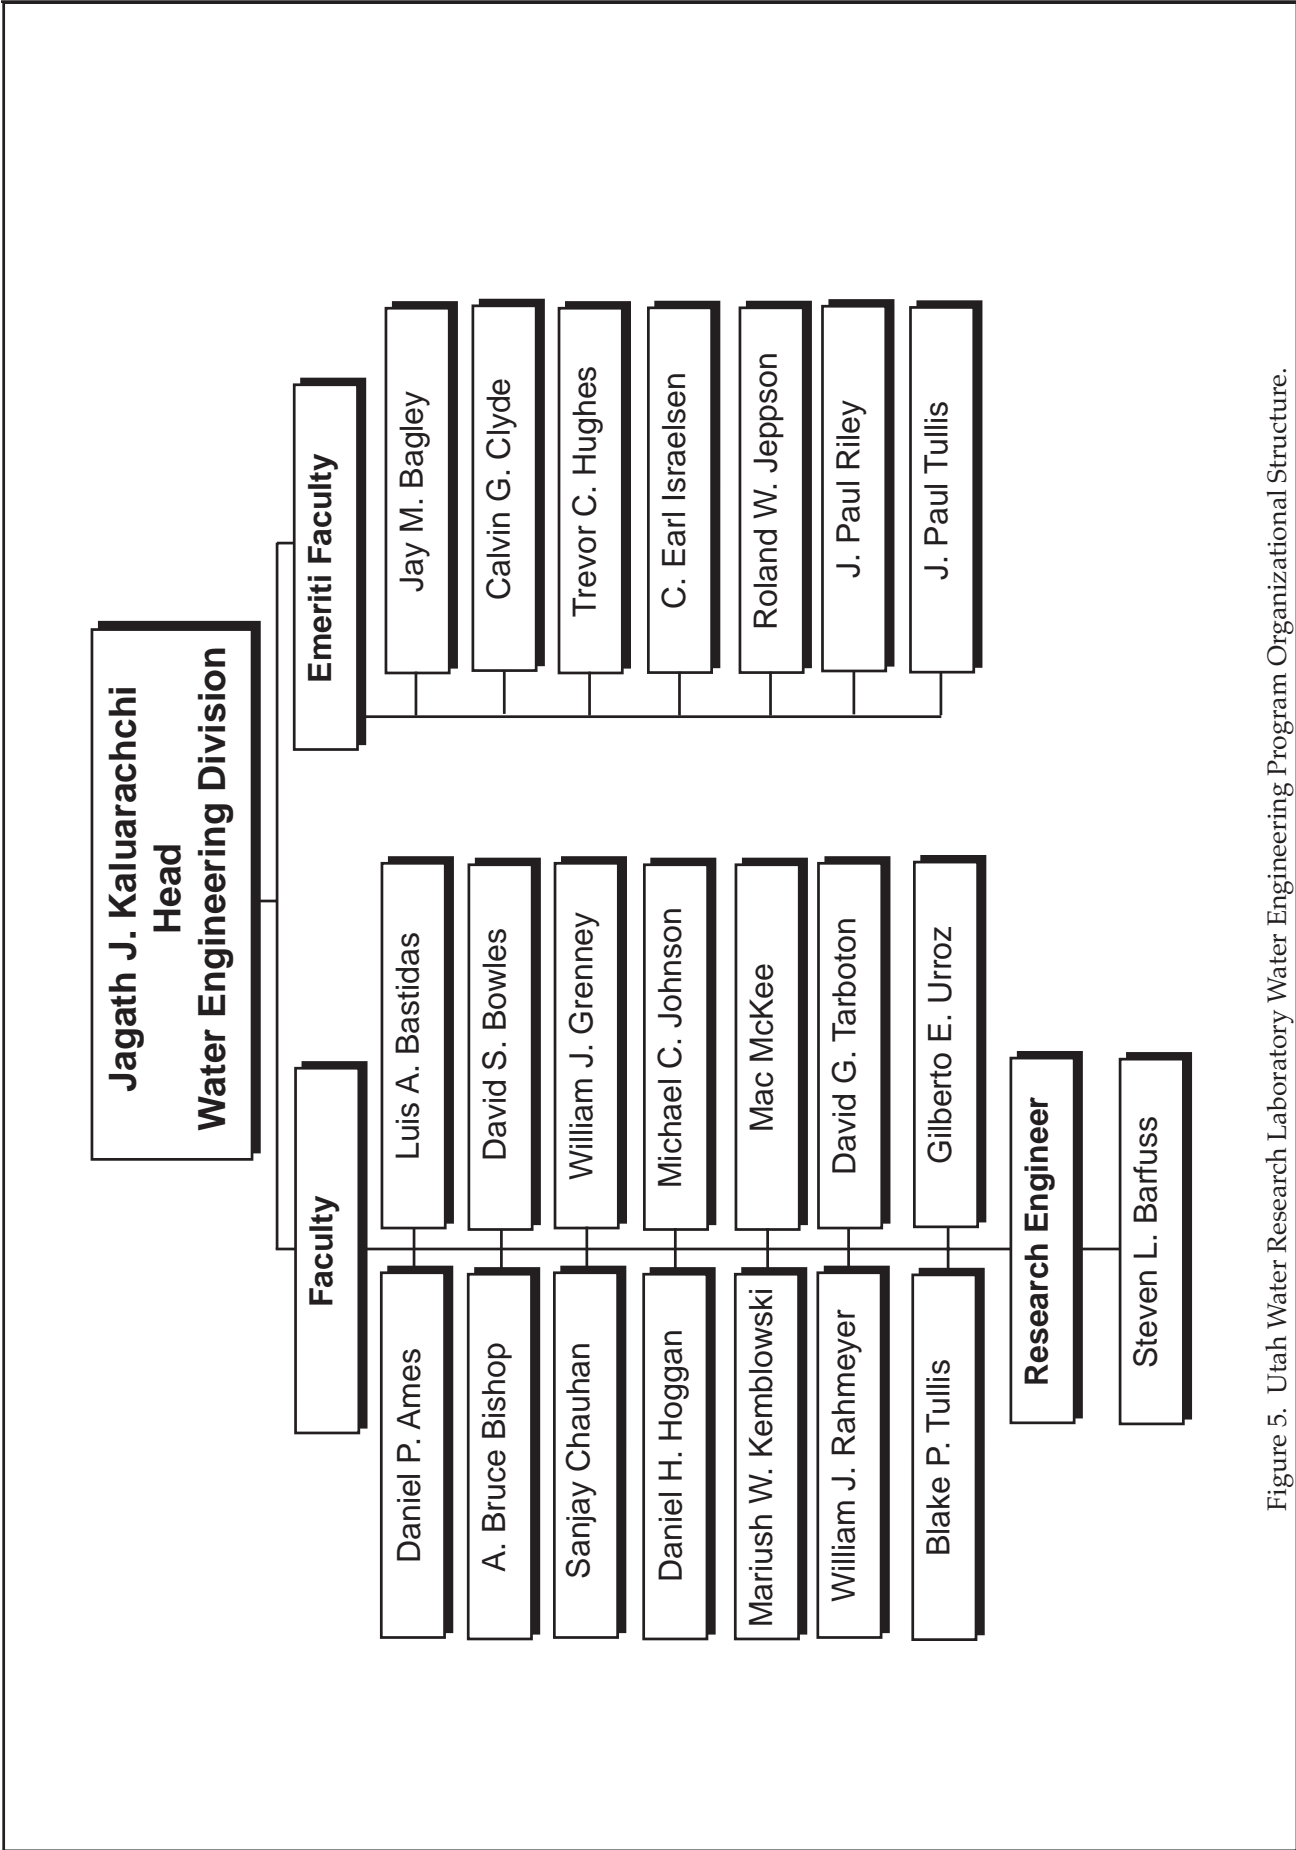 Jagath J. Kaluarachchi
Head
Water Engineering Division
Faculty
Emeriti Faculty
Daniel P. Ames
Luis A. Bastidas
Jay M. Bagley
A. Bruce Bishop
David S. Bowles
Calvin G. Clyde
Sanjay Chauhan
William J. Grenney
Trevor C. Hughes
Daniel H. Hoggan
Michael C. Johnson
C. Earl Israelsen
Mariush W. Kemblowski
Mac McKee
Roland W. Jeppson
William J. Rahmeyer
David G. Tarboton
J. Paul Riley
Blake P. Tullis
Gilberto E. Urroz
J. Paul Tullis
Research Engineer
Steven L. Barfuss
Figure 5. Utah Water Research Laboratory Water Engineering Program Organizational Structure.